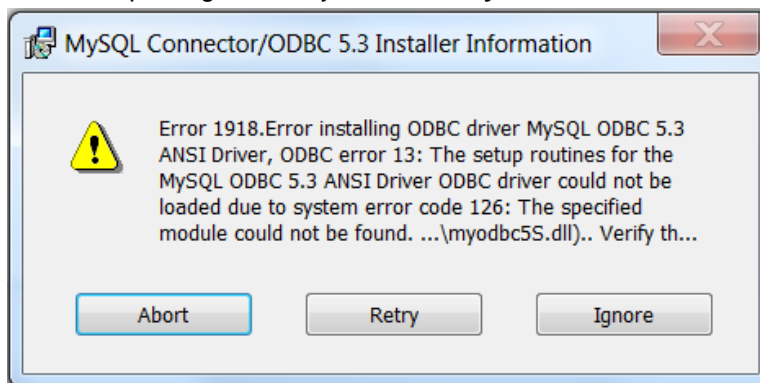 MySQL Connector/ODBC 5.3 Installer Information
Error 1918.Error installing ODBC driver MySQL ODBC 5.3
ANSI Driver, ODBC error 13: The setup routines for the
MySQL ODBC 5.3 ANSI Driver ODBC driver could not be
loaded due to system error code 126: The specified
module could not be found. ...\myodbc5S.dll).. Verify th...
Abort Retry Ignore